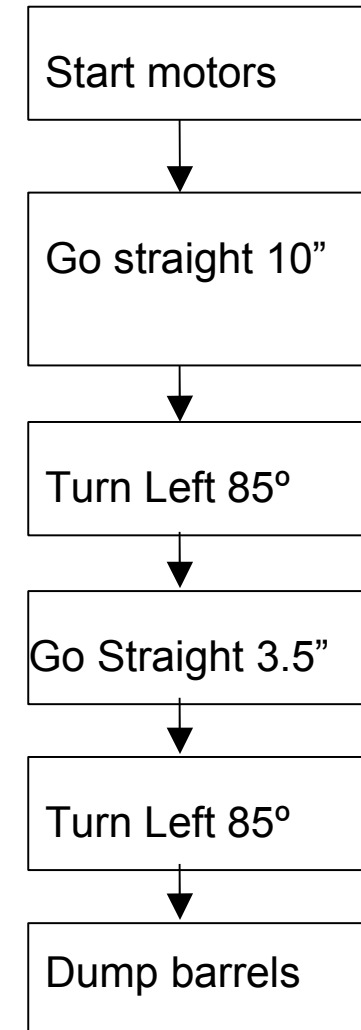 Start motors
Go straight 10”
Turn Left 85º
Go Straight 3.5”
Turn Left 85º
Dump barrels